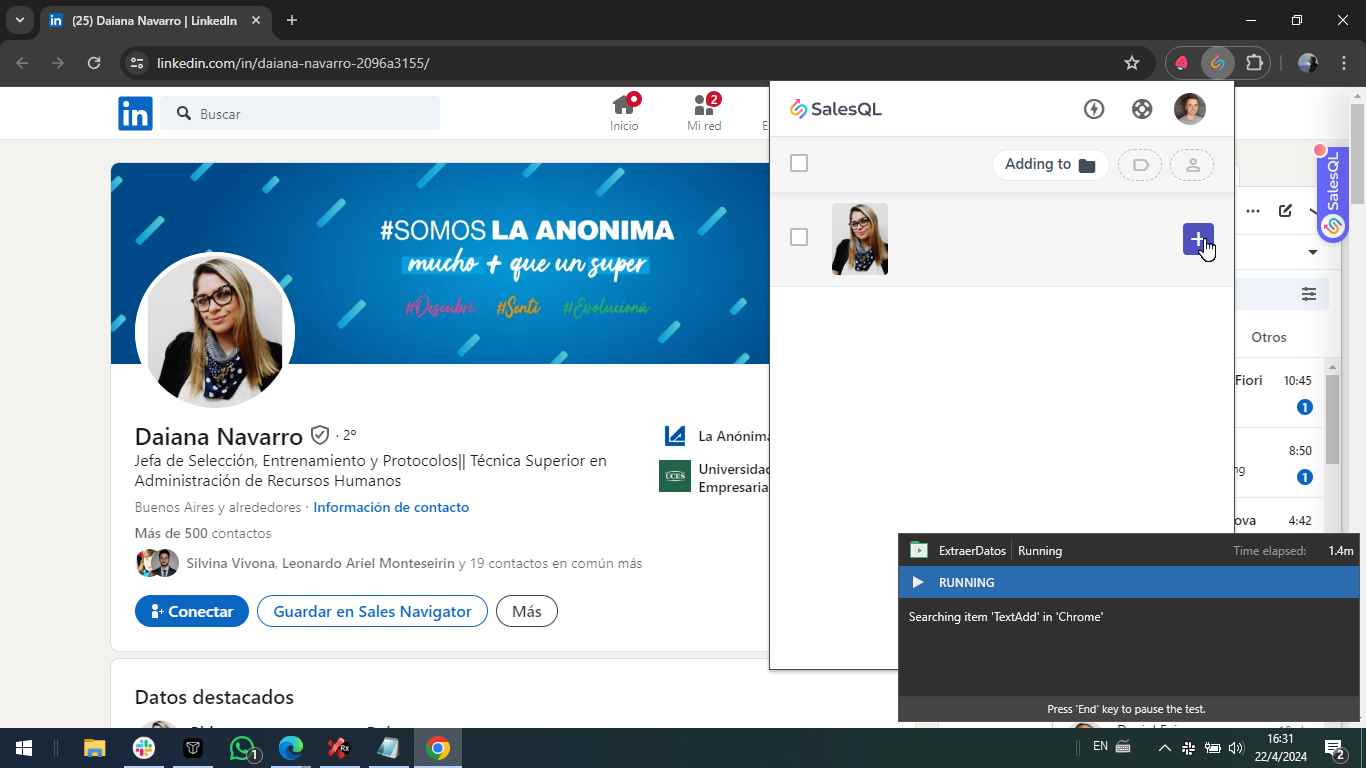 (25) Daiana Navarro | LinkedIn
linkedin.com/in/daiana-navarro-2096a3155/
in
Buscar
Inicio
2
Mi red
SalesQL
Adding to
SalesQL
#SOMOS LA ANONIMA
mucho + que un super
#Descubrí #Sentí #Evolucioná
Otros
Fiori 10:45
1
8:50
ng
1
ova 4:42
Daiana Navarro · 2º
Jefa de Selección, Entrenamiento y Protocolos|| Técnica Superior en
Administración de Recursos Humanos
Buenos Aires y alrededores · Información de contacto
Más de 500 contactos
Silvina Vivona, Leonardo Ariel Monteseirin y 19 contactos en común más
La Anónima
UCES
Universidad
Empresaria
Conectar
Guardar en Sales Navigator
Más
Datos destacados
ExtraerDatos Running Time elapsed: 1.4m
RUNNING
Searching item 'TextAdd' in 'Chrome'
Press 'End' key to pause the test.
1
Rx
EN
16:31
22/4/2024
2